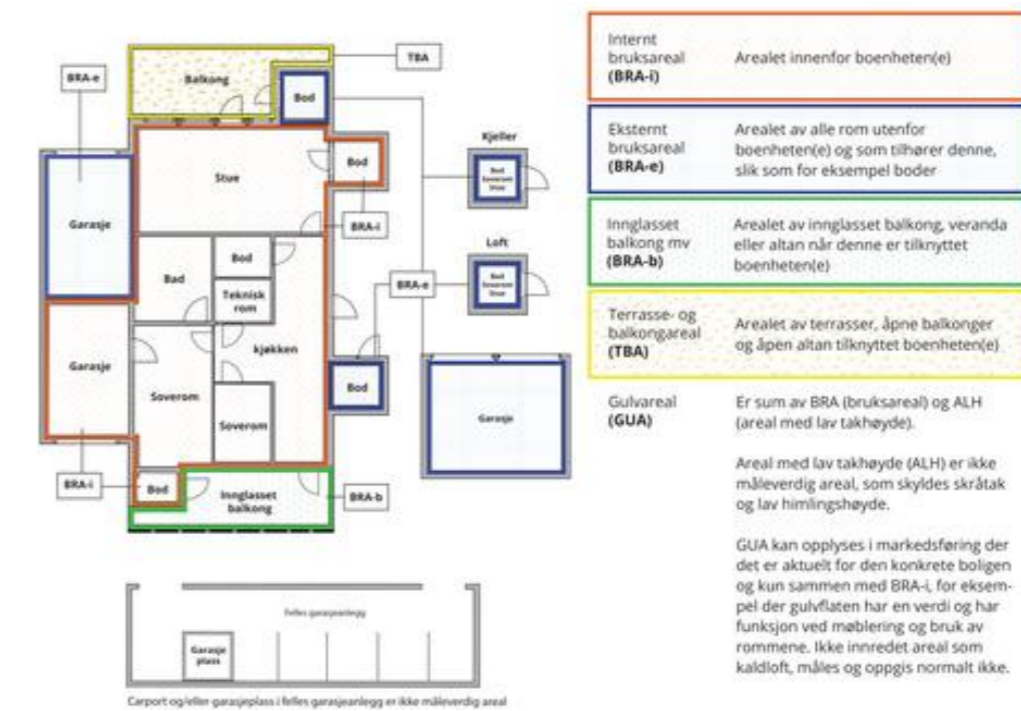 TBA
BRA-e
Balkong
Bod
Kjeller
Bod
Soverom
Stue
Stue
Bod
BRA-i
Garasje
Loft
Bod
Soverom
Stue
Bod
Bad
Teknisk
rom
BRA-e
kjøkken
Garasje
Soverom
Bod
Soverom
Garasje
BRA-i
Bod
Innglasset
balkong
BRA-b
Felles garasjeanlegg
Garasje
plass
Carport og/eller garasjeplass i felles garasjeanlegg er ikke måleverdig areal
Internt
bruksareal
(BRA-i)
Arealet innenfor boenheten(e)
Eksternt
bruksareal
(BRA-e)
Arealet av alle rom utenfor
boenheten(e) og som tilhører denne,
slik som for eksempel boder
Innglasset
balkong mv
(BRA-b)
Arealet av innglasset balkong, veranda
eller altan når denne er tilknyttet
boenheten(e)
Terrasse- og
balkongareal
(TBA)
Arealet av terrasser, åpne balkonger
og åpen altan tilknyttet boenheten(e)
Gulvareal
(GUA)
Er sum av BRA (bruksareal) og ALH
(areal med lav takhøyde).
Areal med lav takhøyde (ALH) er ikke
måleverdig areal, som skyldes skråtak
og lav himlingshøyde.
GUA kan opplyses i markedsføring der
det er aktuelt for den konkrete boligen
og kun sammen med BRA-i, for eksem-
pel der gulvflaten har en verdi og har
funksjon ved møblering og bruk av
rommene. Ikke innredet areal som
kaldloft, måles og oppgis normalt ikke.